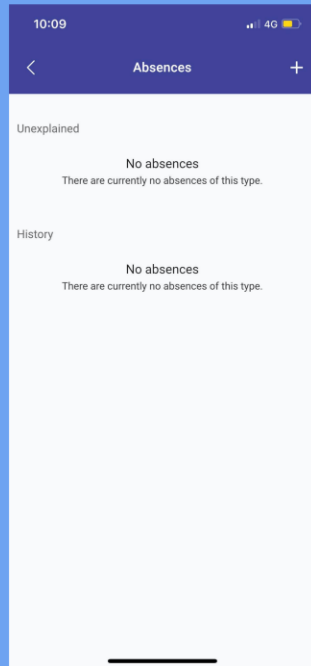 10:09
4G
Absences
Unexplained
No absences
There are currently no absences of this type.
History
No absences
There are currently no absences of this type.